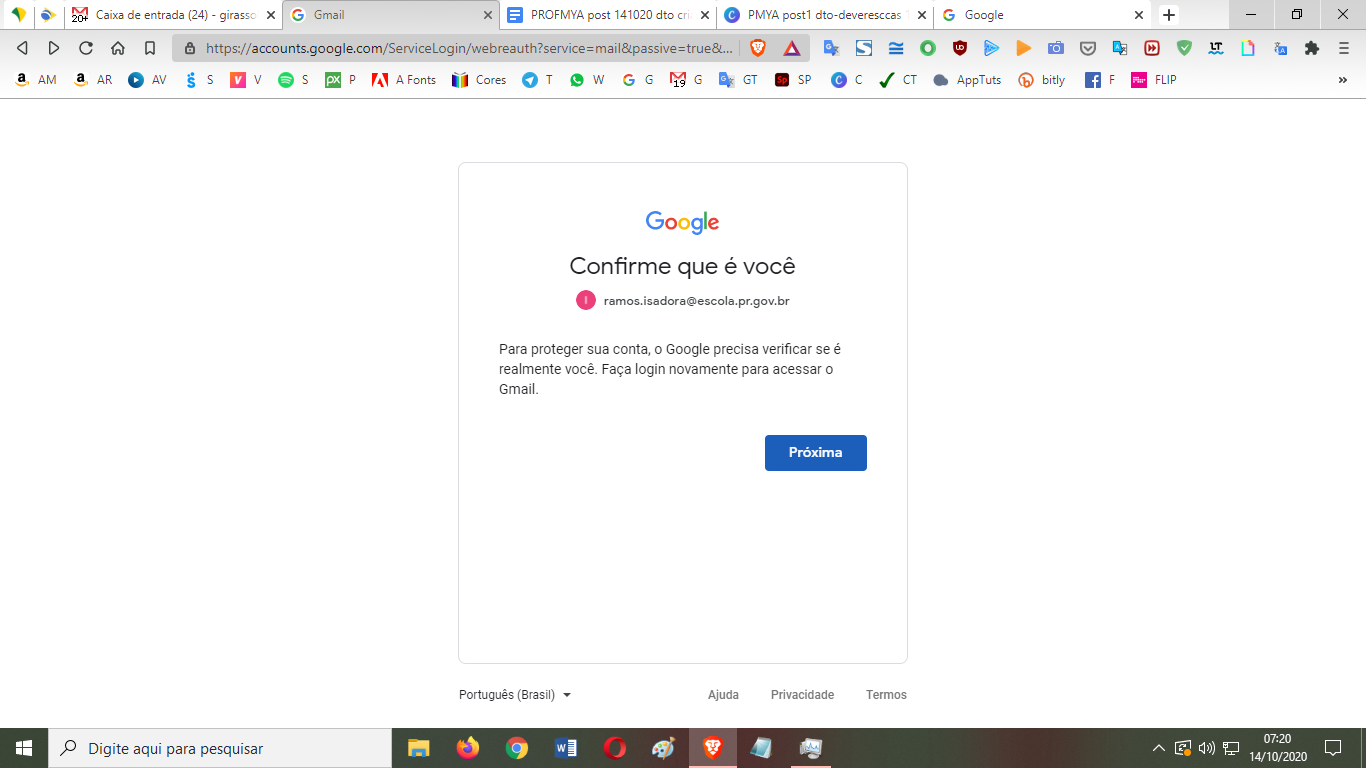 Caixa de entrada (24) - girasso
Gmail
PROFMYA post 141020 dto cri
PMYA post1 dto-deveresccas
Google
20+
https://accounts.google.com/ServiceLogin/webreauth?service=mail&passive=true&...
AM
AR
AV
S
V
S
P
A Fonts
Cores
T
W
G
19
G
GT
Sp
SP
C
CT
AppTuts
bitly
F
FLIP
»
Google
Confirme que é você
I ramos.isadora@escola.pr.gov.br
Para proteger sua conta, o Google precisa verificar se é
realmente você. Faça login novamente para acessar o
Gmail.
Próxima
Português (Brasil)
Ajuda
Privacidade
Termos
Digite aqui para pesquisar
07:20
14/10/2020